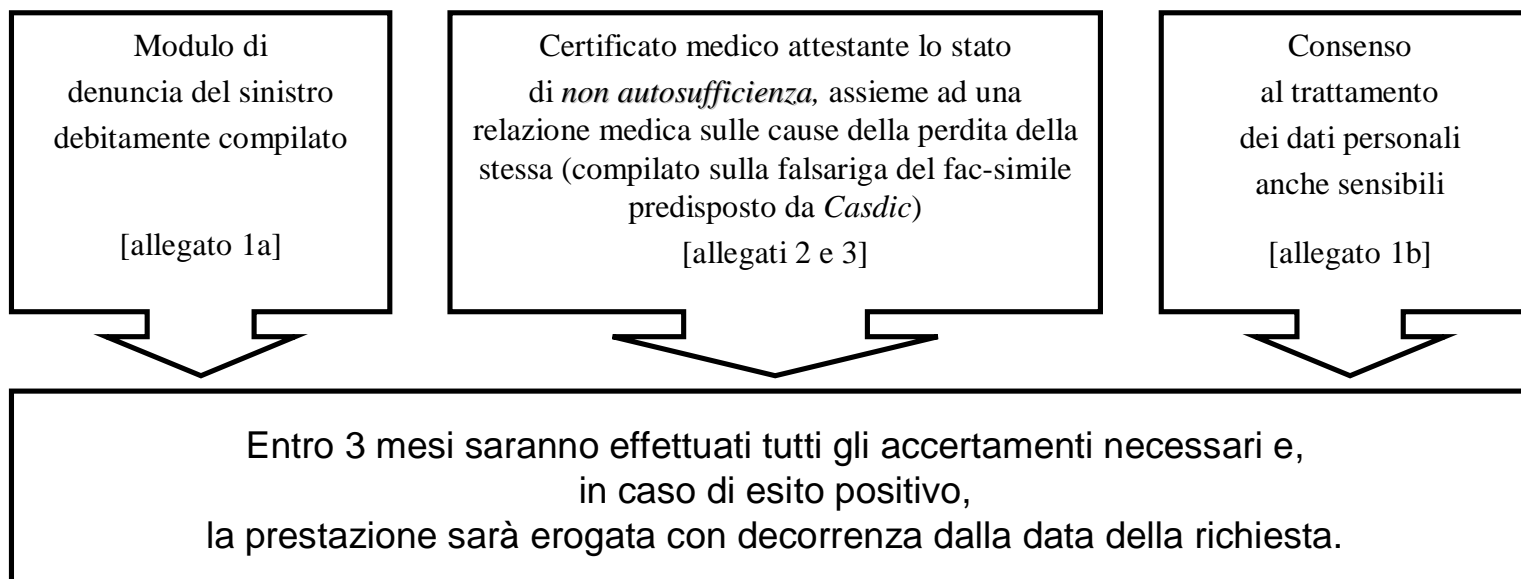 Modulo di
denuncia del sinistro
debitamente compilato
[allegato 1a]
Certificato medico attestante lo stato
di non autosufficienza, assieme ad una
relazione medica sulle cause della perdita della
stessa (compilato sulla falsariga del fac-simile
predisposto da Casdic)
[allegati 2 e 3]
Consenso
al trattamento
dei dati personali
anche sensibili
[allegato 1b]
Entro 3 mesi saranno effettuati tutti gli accertamenti necessari e,
in caso di esito positivo,
la prestazione sarà erogata con decorrenza dalla data della richiesta.